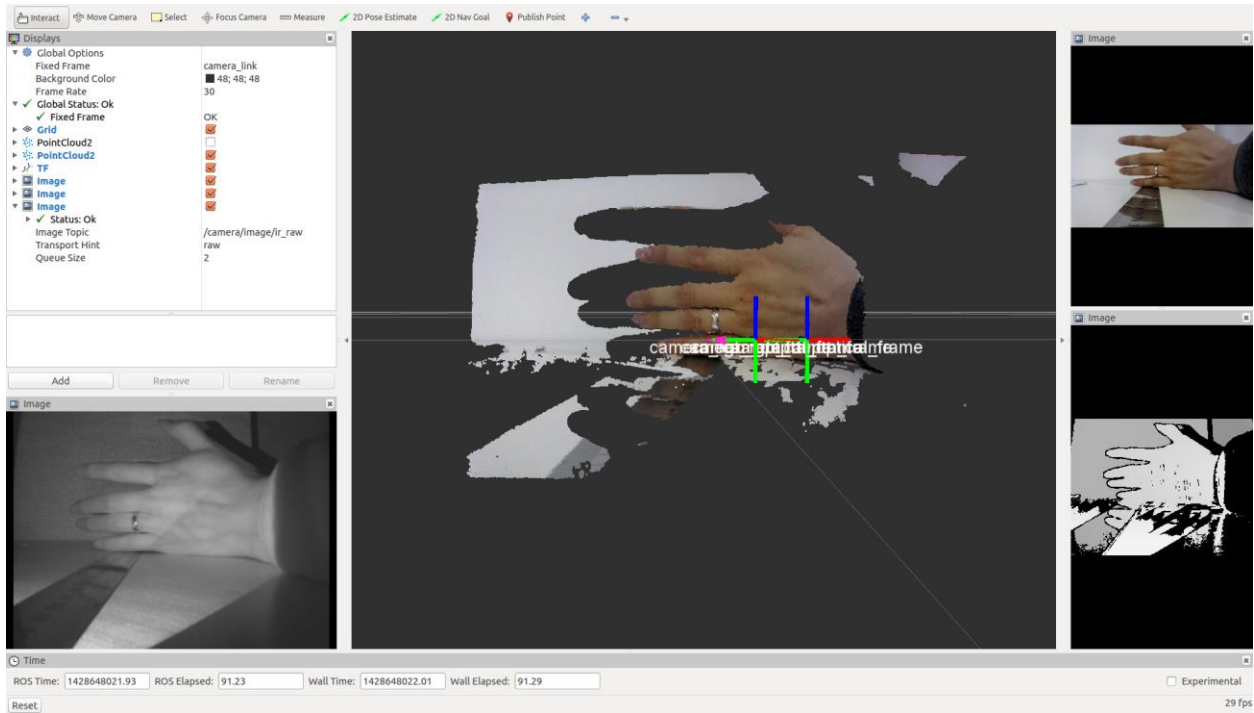 Interact Move Camera Select Focus Camera Measure 2D Pose Estimate 2D Nav Goal Publish Point
Displays
Global Options
Fixed Frame camera_link
Background Color 48; 48; 48
Frame Rate 30
Global Status: Ok
Fixed Frame OK
Grid
PointCloud2
PointCloud2
TF
Image
Image
Image
Status: Ok
Image Topic /camera/image/ir_raw
Transport Hint raw
Queue Size 2
Add Remove Rename
Image
Image
Image
Time
ROS Time: 1428648021.93 ROS Elapsed: 91.23 Wall Time: 1428648022.01 Wall Elapsed: 91.29 Experimental
Reset 29 fps